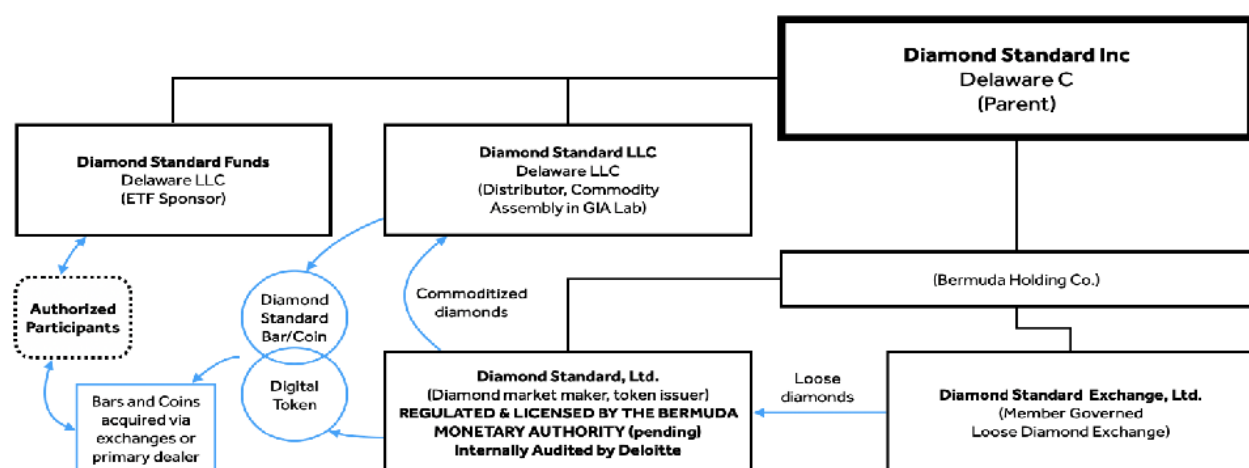 Diamond Standard Inc
Delaware C
(Parent)
Diamond Standard Funds
Delaware LLC
(ETF Sponsor)
Diamond Standard LLC
Delaware LLC
(Distributor, Commodity
Assembly in GIA Lab)
(Bermuda Holding Co.)
Authorized
Participants
Diamond
Standard
Bar/Coin
Commoditized
diamonds
Digital
Token
Bars and Coins
acquired via
exchanges or
primary dealer
Diamond Standard, Ltd.
(Diamond market maker, token issuer)
REGULATED & LICENSED BY THE BERMUDA
MONETARY AUTHORITY (pending)
Internally Audited by Deloitte
Loose
diamonds
Diamond Standard Exchange, Ltd.
(Member Governed
Loose Diamond Exchange)